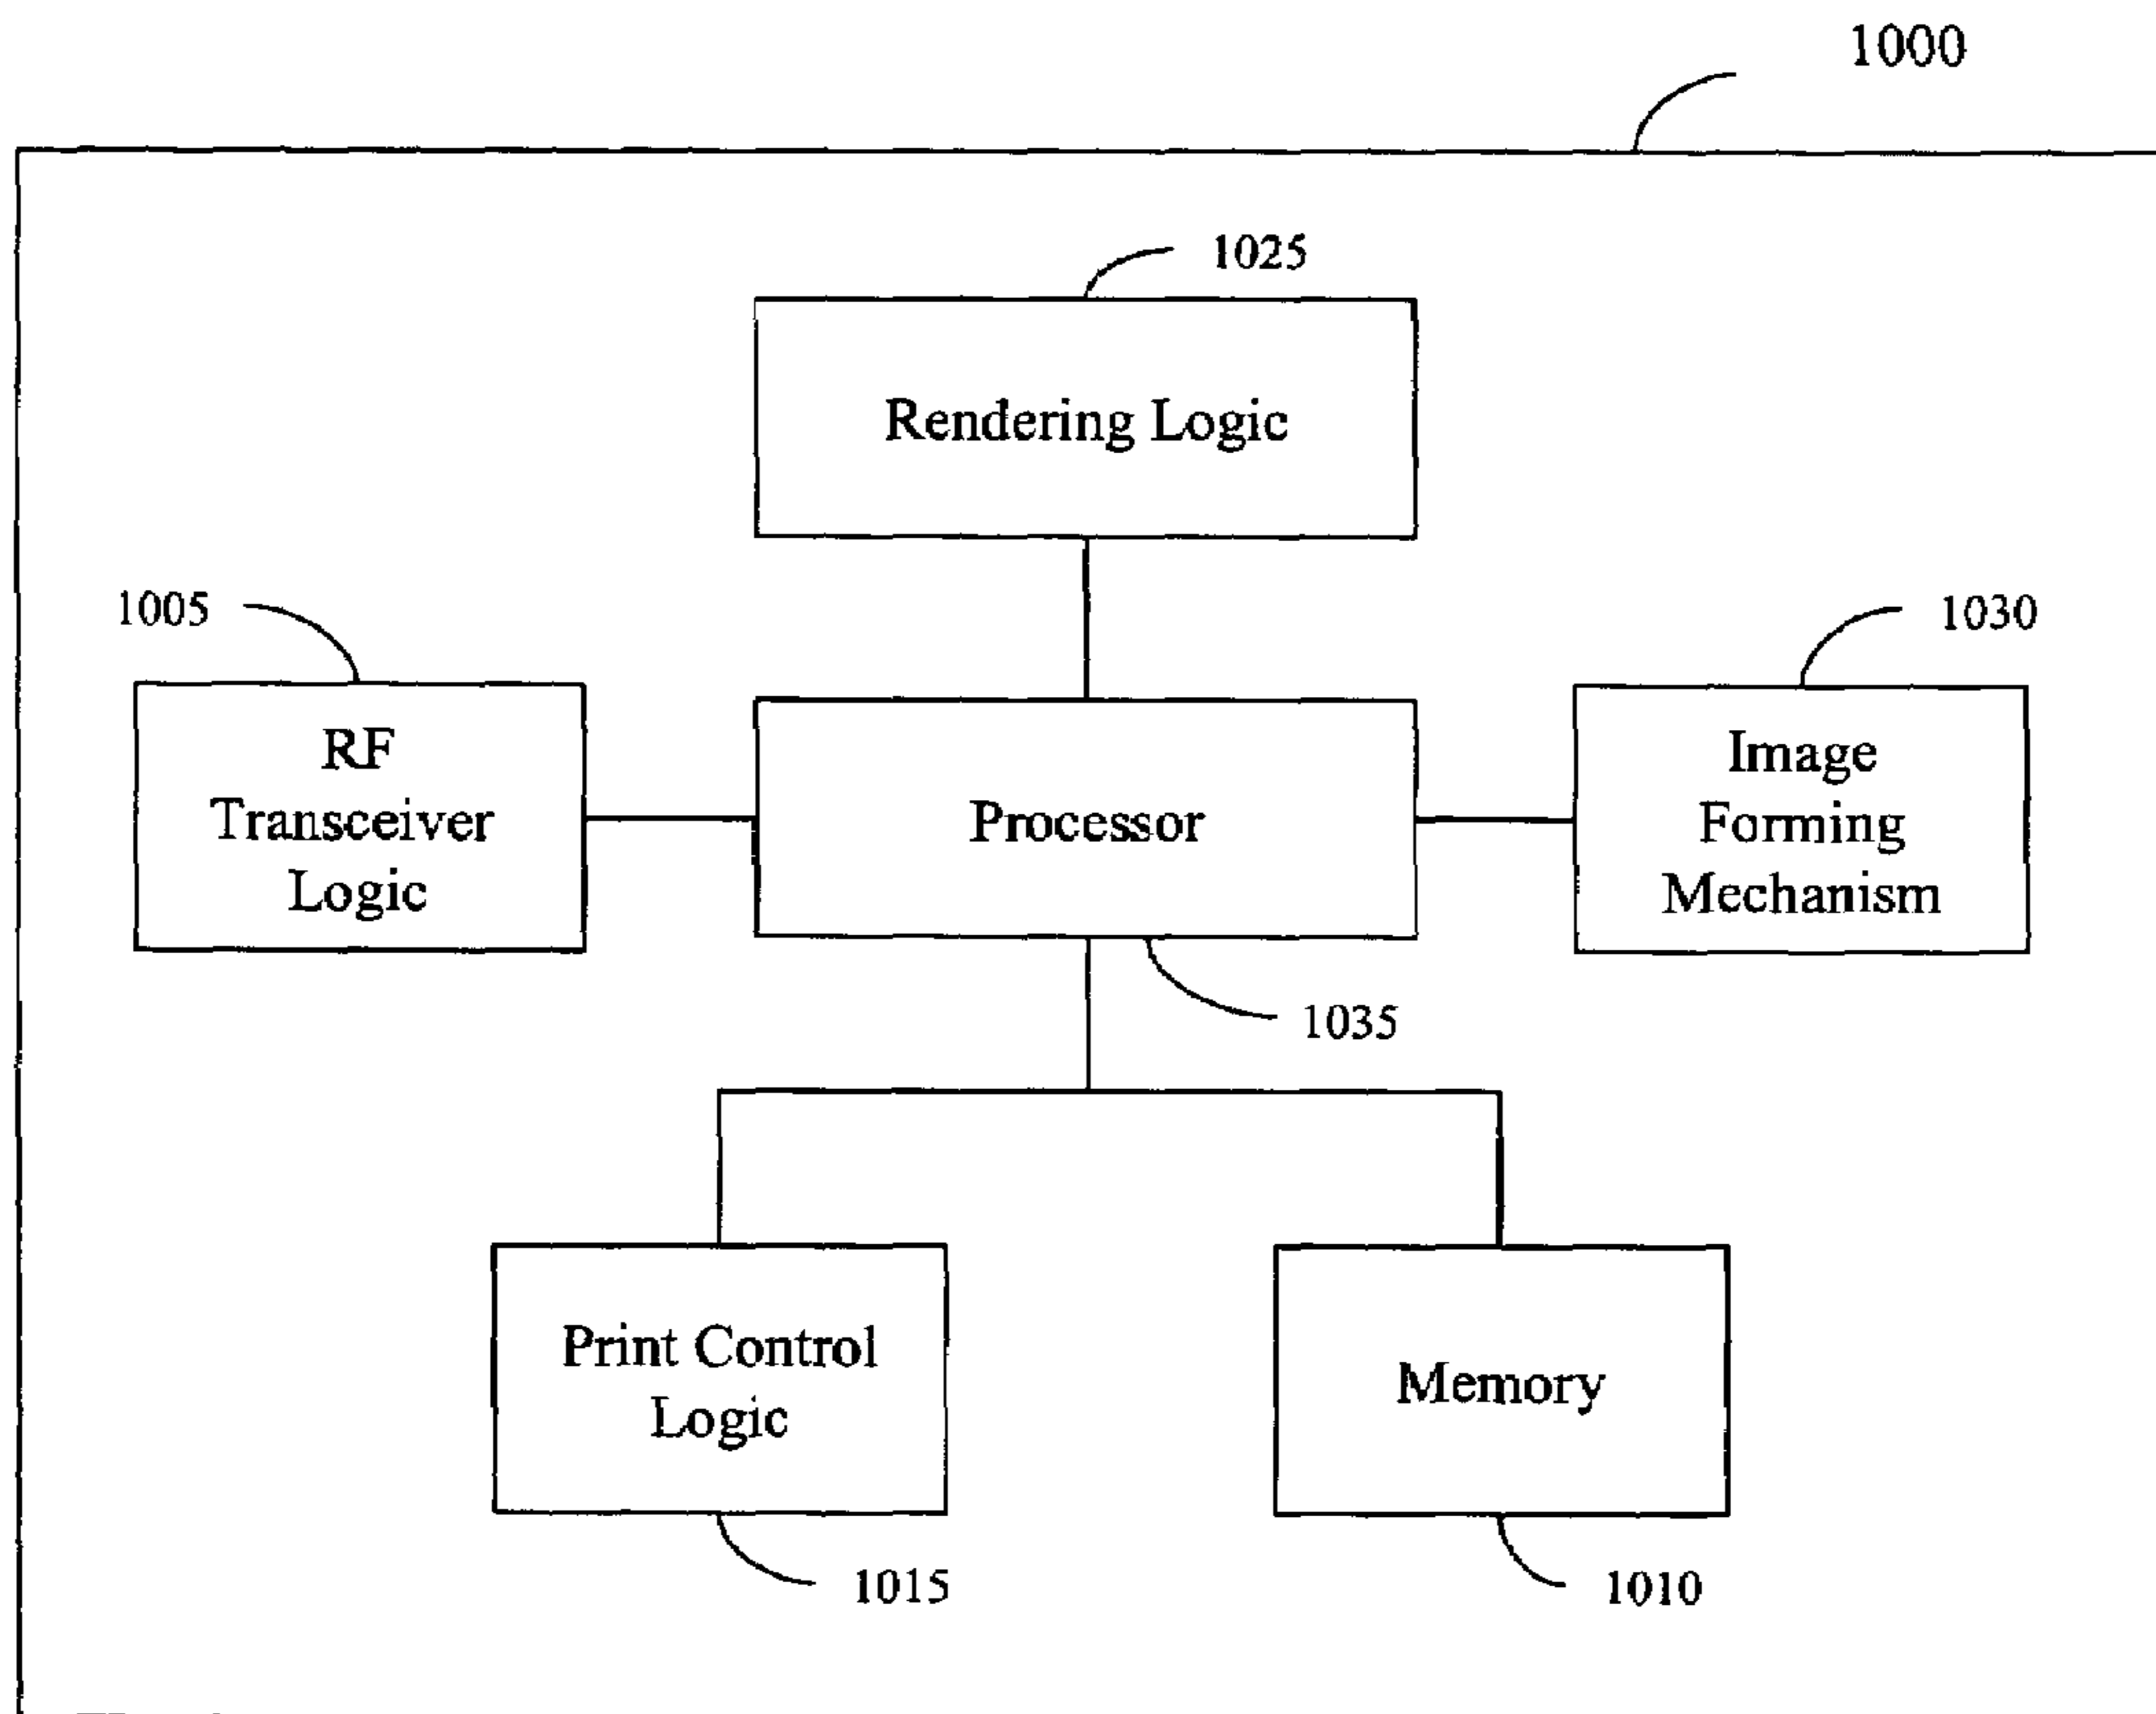 1000
1025
Rendering Logic
1005
1030
RF
Transceiver
Logic
Processor
Image
Forming
Mechanism
1035
Print Control
Logic
Memory
1015
1010